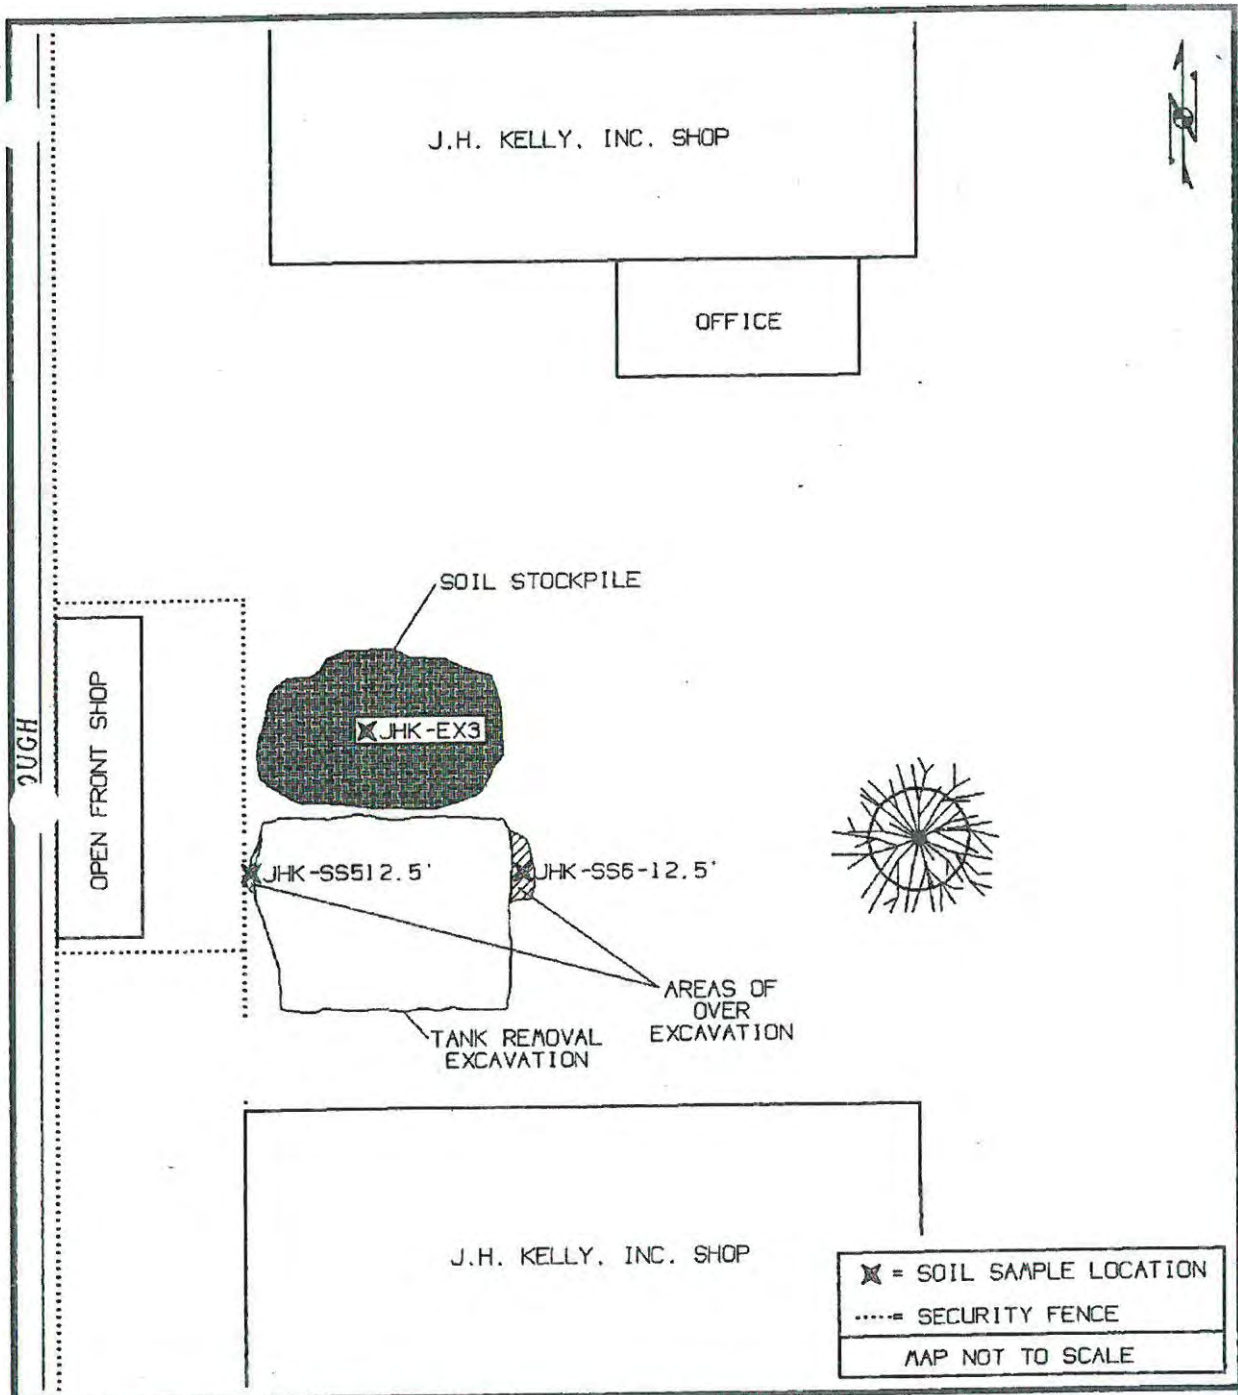 J.H. KELLY, INC. SHOP
OFFICE
SOIL STOCKPILE
JHK-EX3
OUGH
OPEN FRONT SHOP
JHK-SS512.5'
JHK-SS6-12.5'
AREAS OF
OVER
EXCAVATION
TANK REMOVAL
EXCAVATION
J.H. KELLY, INC. SHOP
= SOIL SAMPLE LOCATION
.....= SECURITY FENCE
MAP NOT TO SCALE